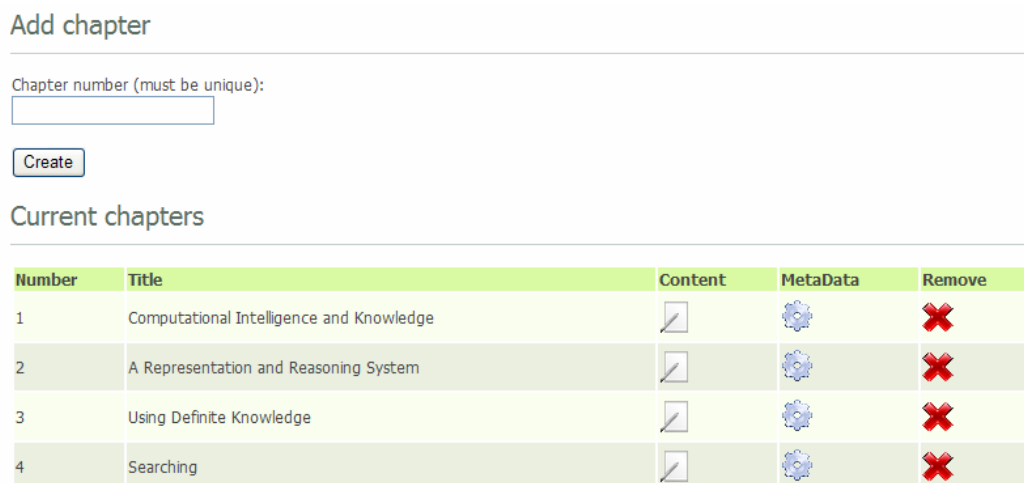 Add chapter
Chapter number (must be unique):
Create
Current chapters
Number Title Content MetaData Remove
1 Computational Intelligence and Knowledge
2 A Representation and Reasoning System
3 Using Definite Knowledge
4 Searching